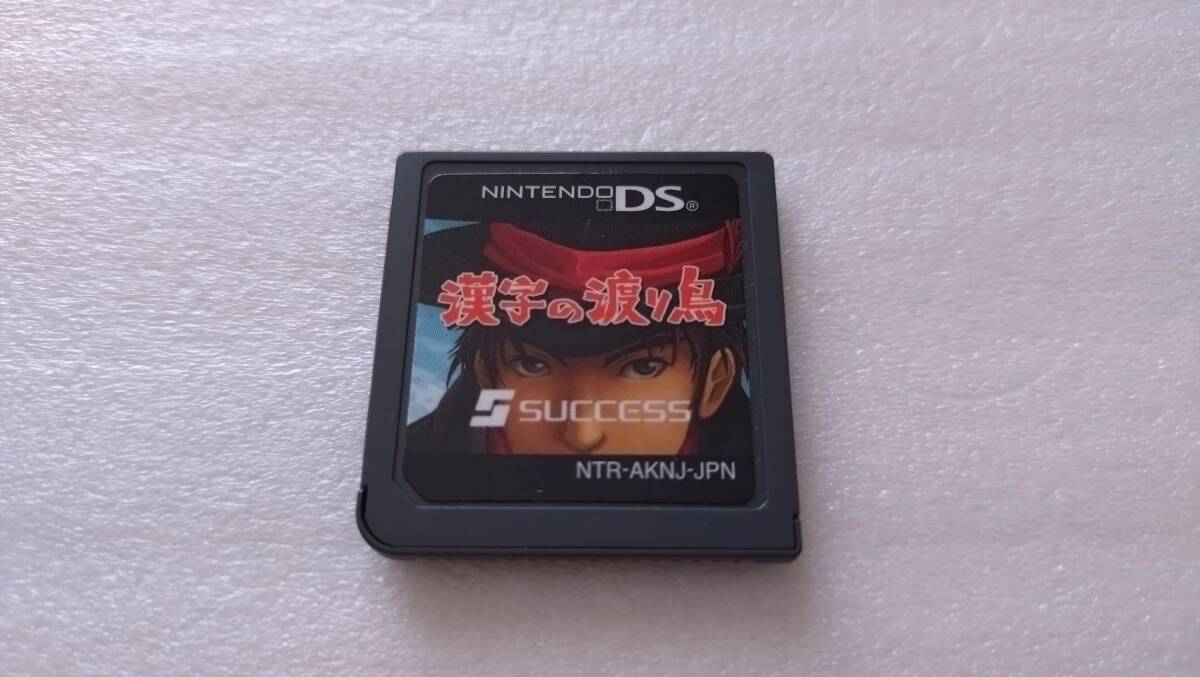 NINTENDO DS®
漢字の渡り鳥
SUCCESS
NTR-AKNJ-JPN